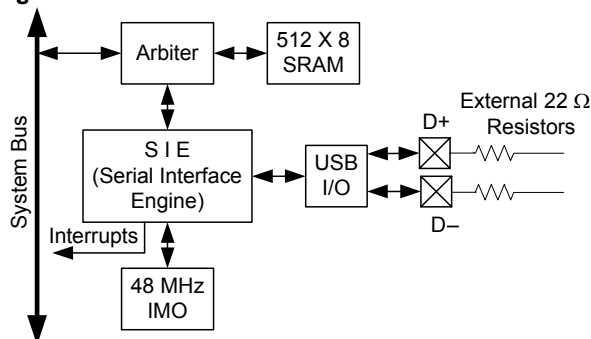 g
Arbiter
512 X 8
SRAM
External 22 Ω
Resistors
D+
System Bus
S I E
(Serial Interface
Engine)
USB
I/O
D–
Interrupts
48 MHz
IMO